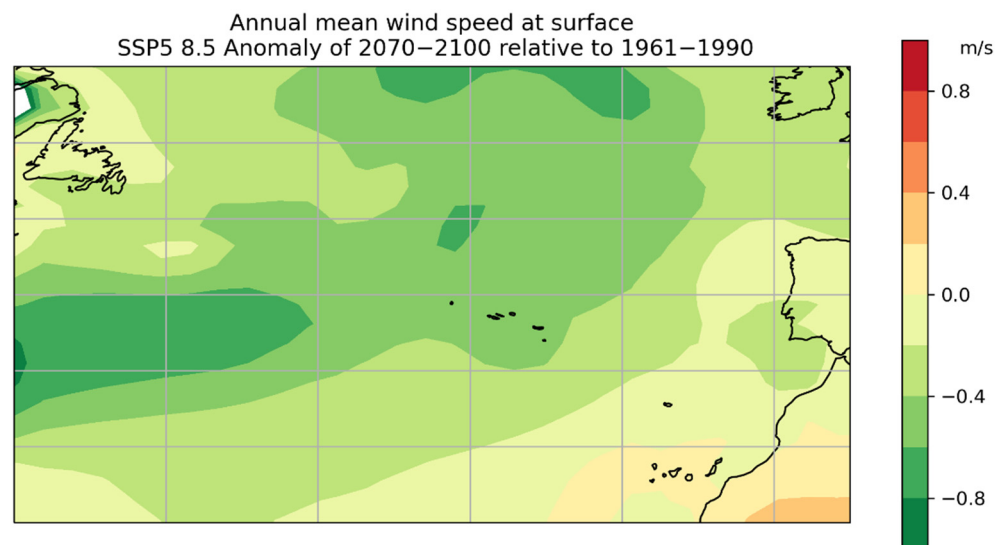 Annual mean wind speed at surface
SSP5 8.5 Anomaly of 2070−2100 relative to 1961−1990
m/s
0.8
0.4
0.0
−0.4
−0.8